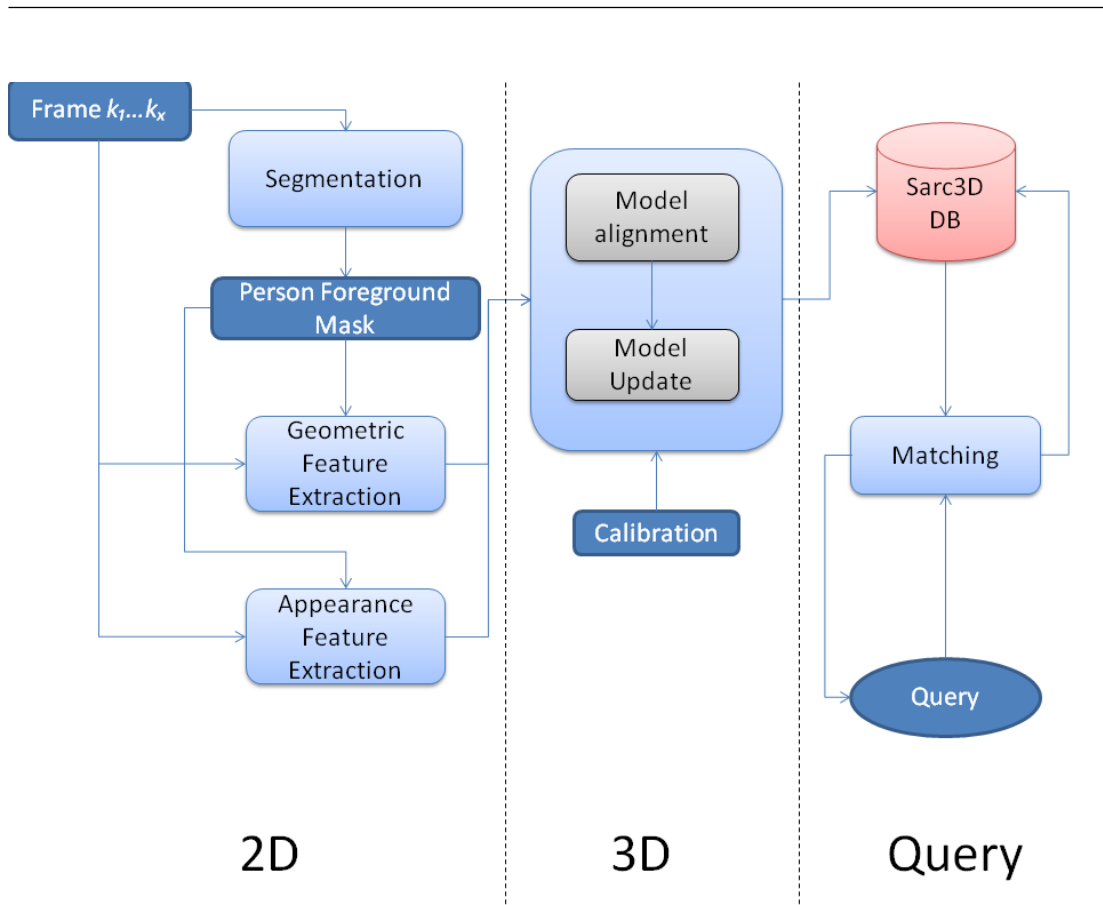 Frame k₁...kₓ
Segmentation
Person Foreground
Mask
Geometric
Feature
Extraction
Appearance
Feature
Extraction
2D
Model
alignment
Model
Update
Calibration
3D
Sarc3D
DB
Matching
Query
Query